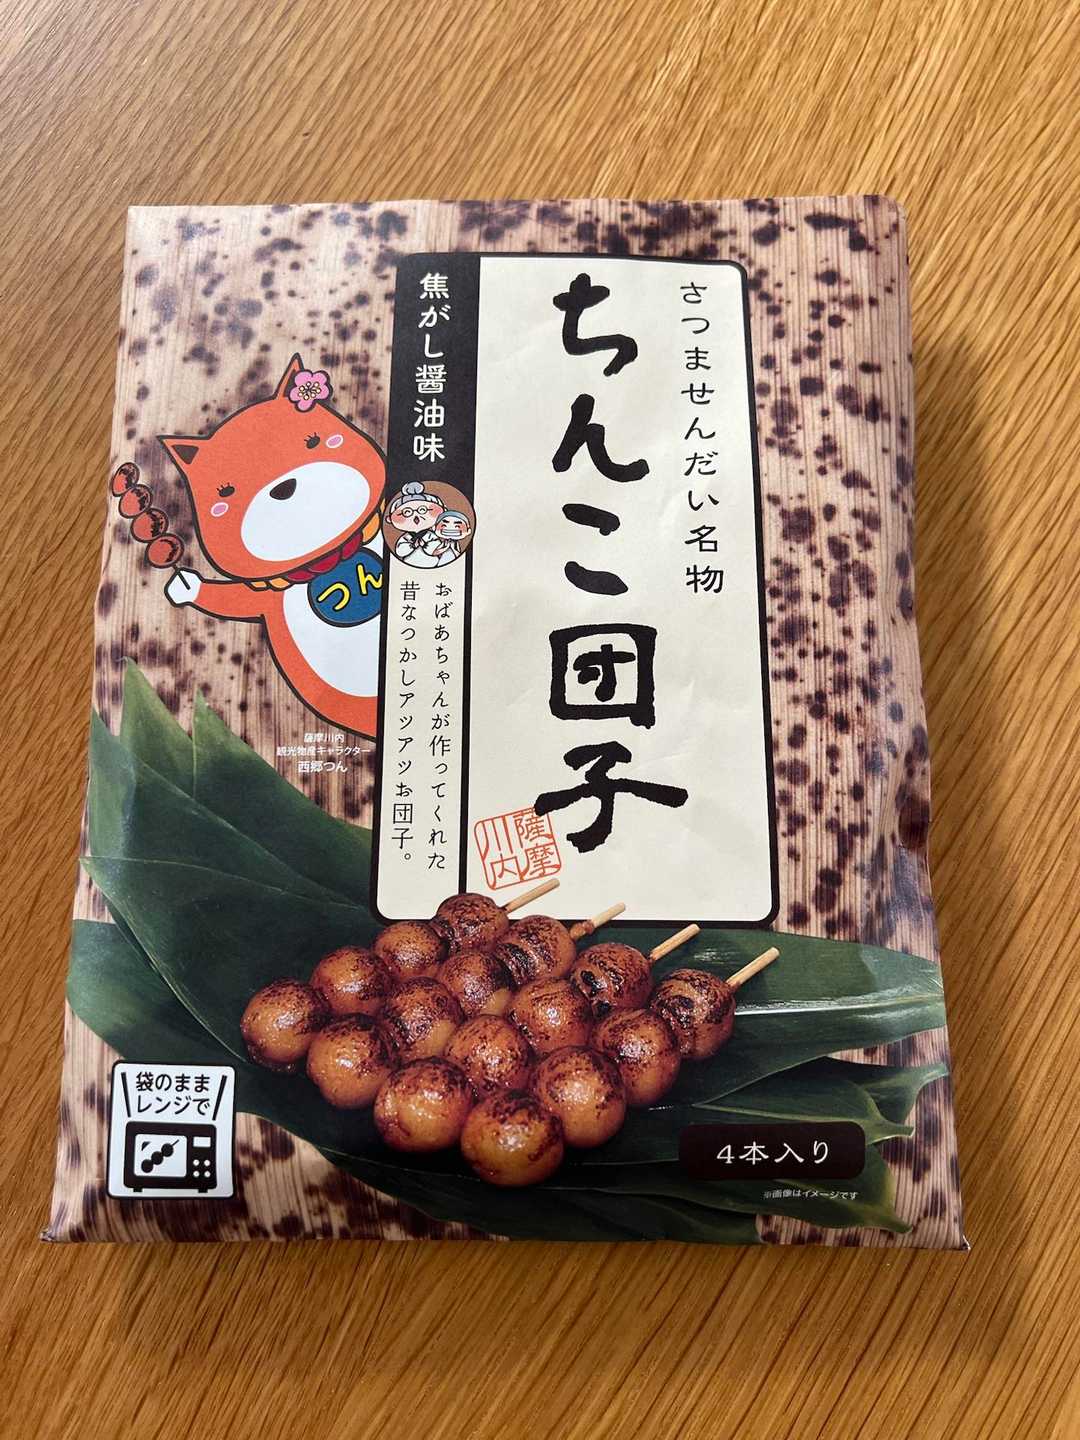 さつませんだい名物
ちんこ団子
薩摩
川内
焦がし醤油味
おばあちゃんが作ってくれた
昔なつかしアツアツお団子。
つん
薩摩川内
観光物産キャラクター
西郷つん
袋のまま
レンジで
4本入り
※画像はイメージです